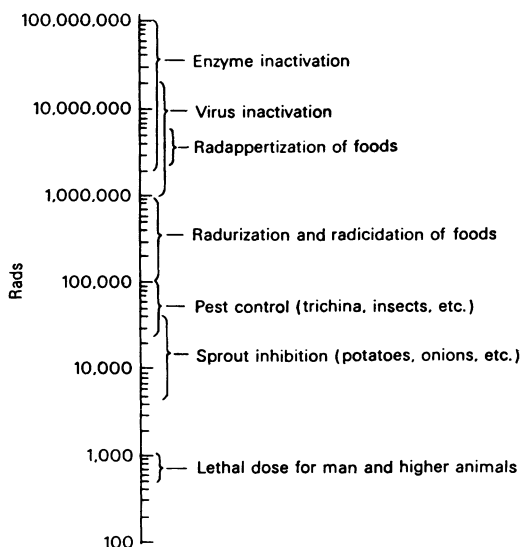 100,000,000
Enzyme inactivation
10,000,000
Virus inactivation
Radappertization of foods
1,000,000
Radurization and radicidation of foods
Rads
100,000
Pest control (trichina, insects, etc.)
Sprout inhibition (potatoes, onions, etc.)
10,000
1,000
Lethal dose for man and higher animals
100